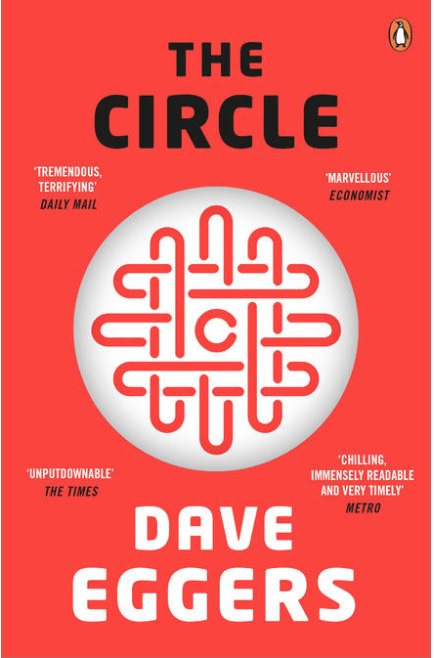 THE
CIRCLE
‘TREMENDOUS,
TERRIFYING’
DAILY MAIL
‘MARVELLOUS’
ECONOMIST
C
‘UNPUTDOWNABLE’
THE TIMES
‘CHILLING,
IMMENSELY READABLE
AND VERY TIMELY’
METRO
DAVE
EGGERS